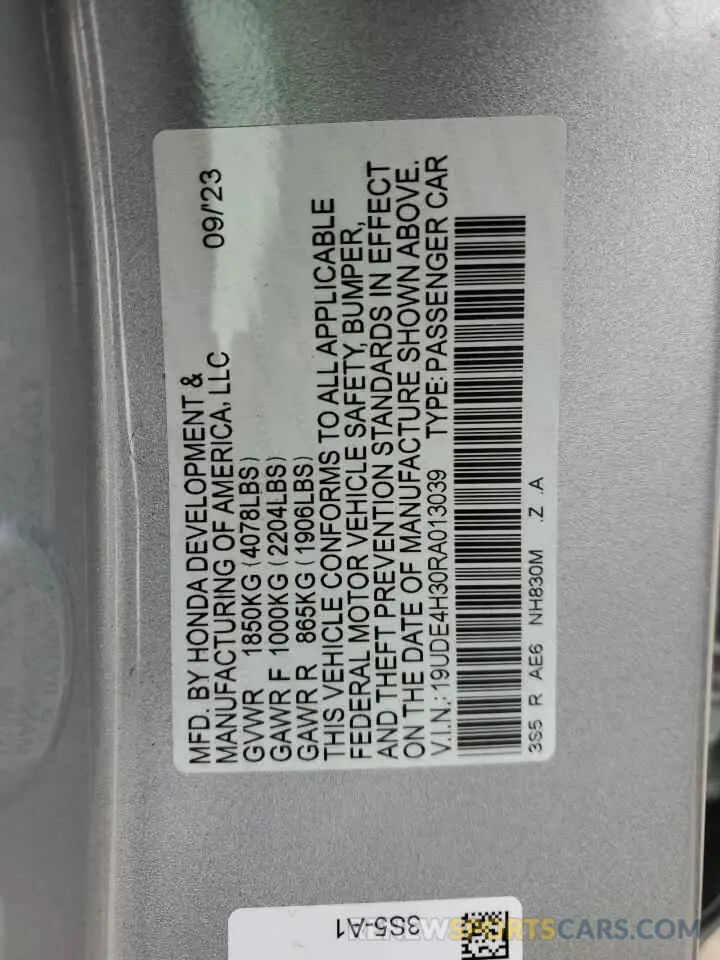 MFD. BY HONDA DEVELOPMENT &
MANUFACTURING OF AMERICA, LLC 09/23
GVWR 1850KG (4078LBS)
GAWR F 1000KG (2204LBS)
GAWR R 865KG (1906LBS)
THIS VEHICLE CONFORMS TO ALL APPLICABLE
FEDERAL MOTOR VEHICLE SAFETY, BUMPER,
AND THEFT PREVENTION STANDARDS IN EFFECT
ON THE DATE OF MANUFACTURE SHOWN ABOVE.
V.I.N.: 19UDE4H30RA013039 TYPE: PASSENGER CAR
3S5 R AE6 NH830M .Z .A
3S5-A1
RENEWSPORTSCARS.COM